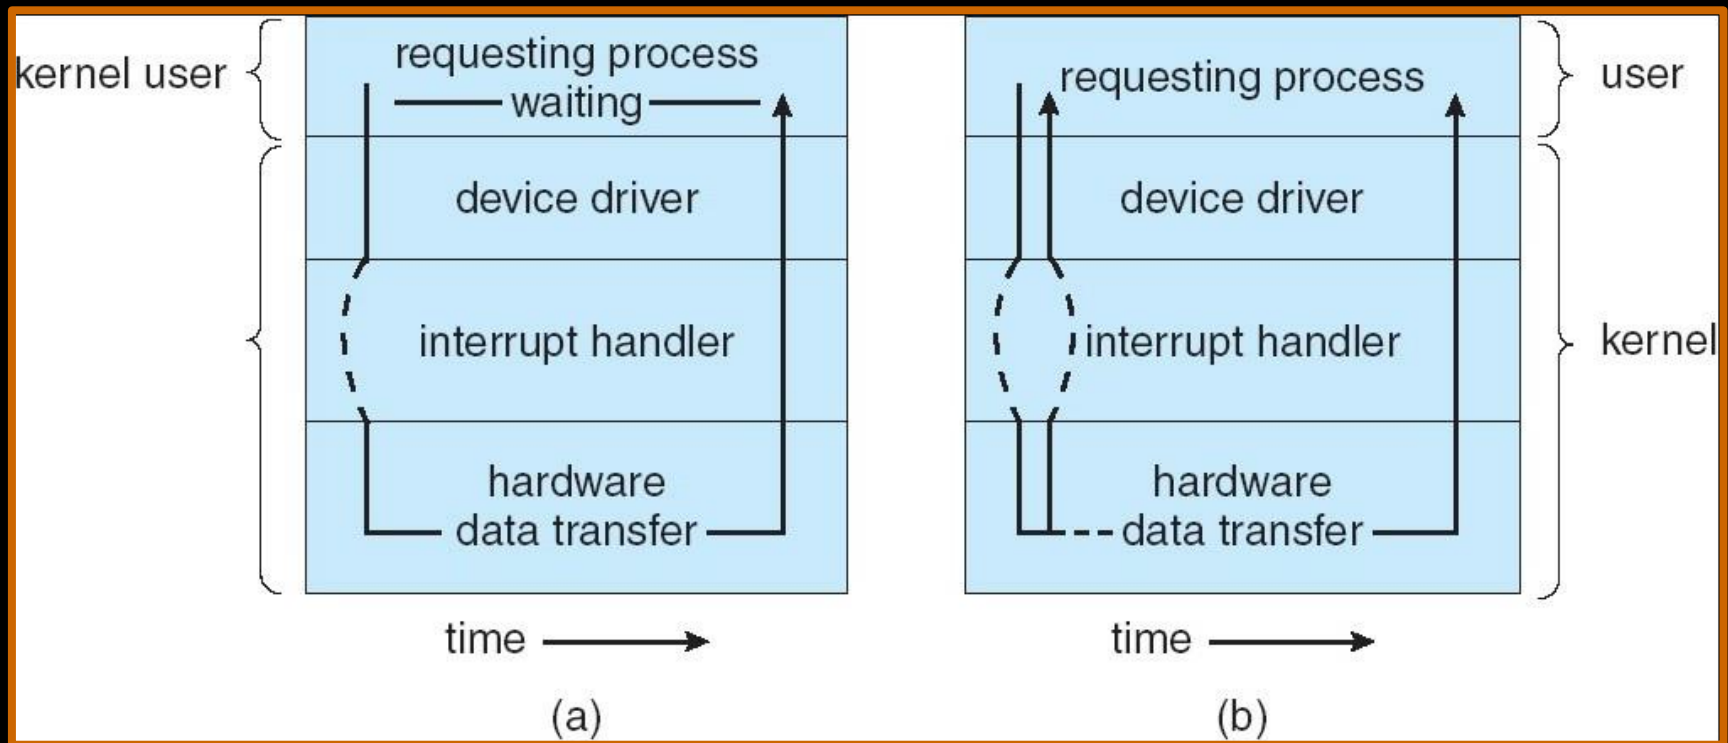 kernel user
requesting process
waiting
device driver
interrupt handler
hardware
data transfer
time
(a)
requesting process
device driver
interrupt handler
hardware
data transfer
time
(b)
user
kernel